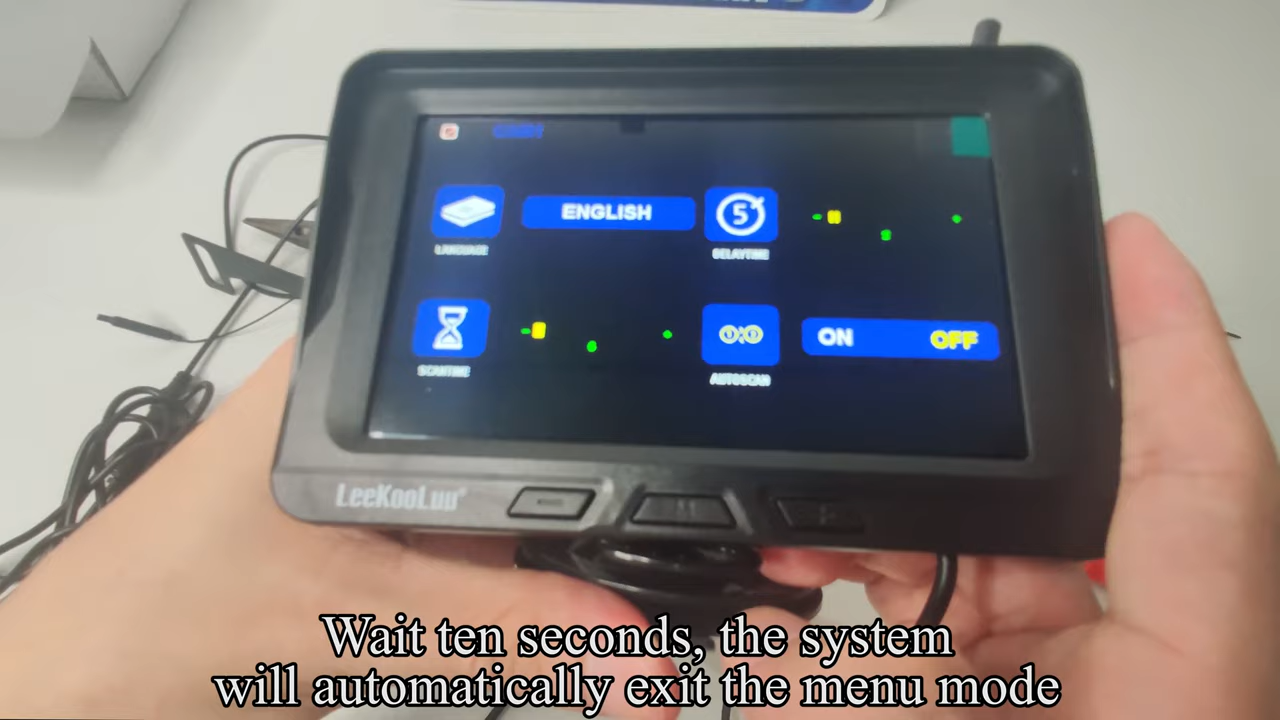 ENGLISH
5
LANGUAGE
DELAYTIME
ON OFF
SCANTIME
AUTOSCAN
LeeKooLuu
M
Wait ten seconds, the system
will automatically exit the menu mode